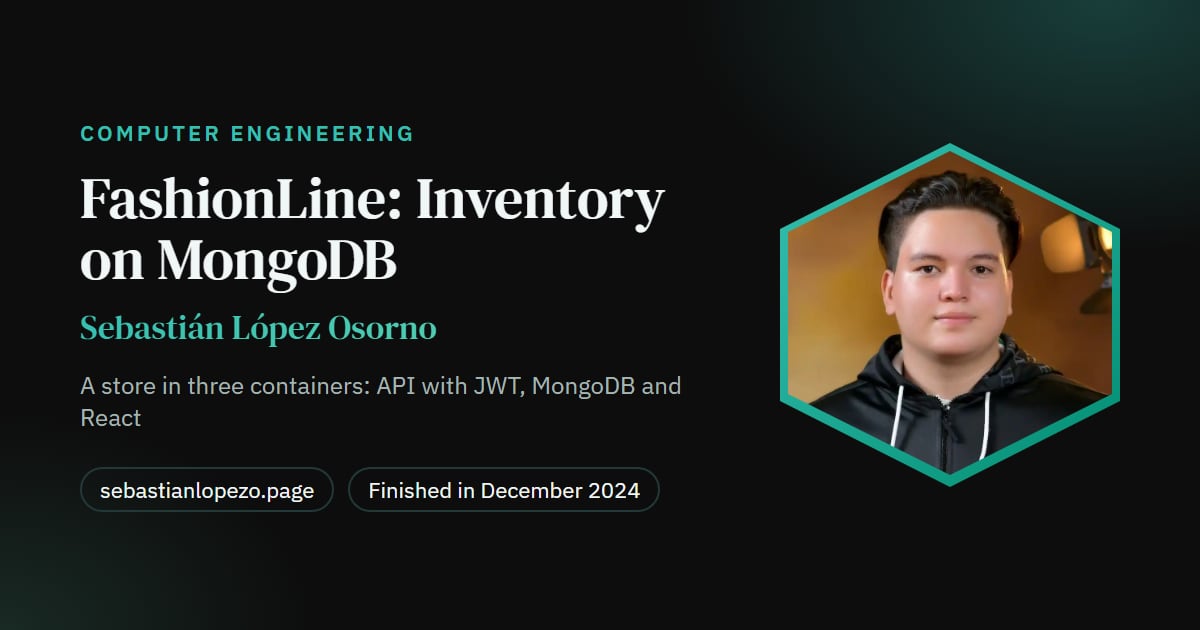 COMPUTER ENGINEERING
FashionLine: Inventory
on MongoDB
Sebastián López Osorno
A store in three containers: API with JWT, MongoDB and
React
sebastianlopezo.page
Finished in December 2024